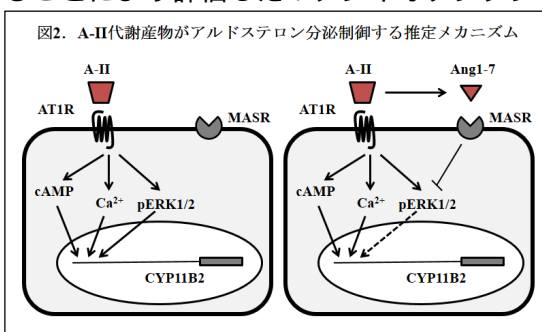 図2. A-II代謝産物がアルドステロン分泌制御する推定メカニズム
A-II
AT1R
MASR
cAMP
Ca²⁺
pERK1/2
CYP11B2
A-II
Ang1-7
AT1R
MASR
cAMP
Ca²⁺
pERK1/2
CYP11B2